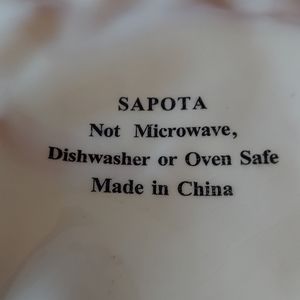 SAPOTA
Not Microwave,
Dishwasher or Oven Safe
Made in China